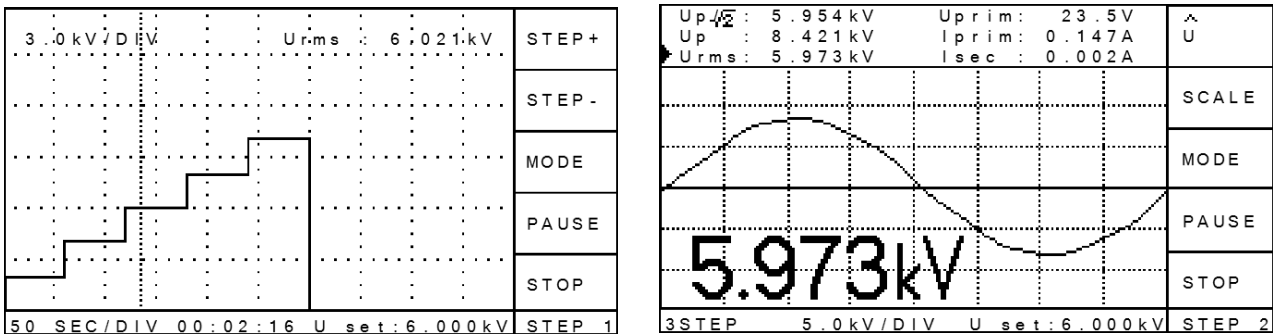 3.0kV/DIV Urms : 6.021kV
STEP+
STEP-
MODE
PAUSE
STOP
50 SEC/DIV 00:02:16 U set:6.000kV STEP 1
Up/√2: 5.954kV Uprim: 23.5V
Up : 8.421kV Iprim: 0.147A
Urms: 5.973kV Isec : 0.002A
^
U
SCALE
MODE
PAUSE
5.973kV
STOP
3STEP 5.0kV/DIV U set:6.000kV STEP 2